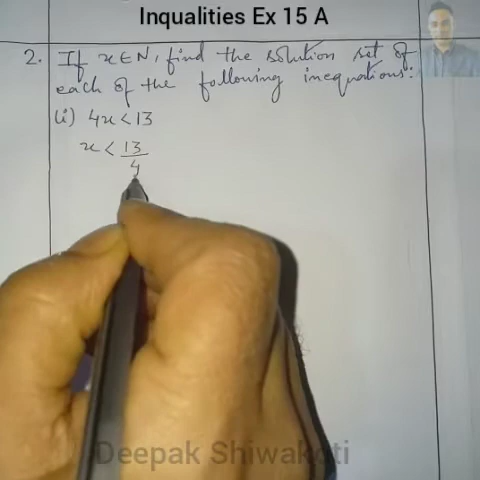 Inqualities Ex 15 A
2. If x ∈ N, find the solution set of
each of the following inequations:
(i) 4x < 13
x < 13/4
Deepak Shiwakoti